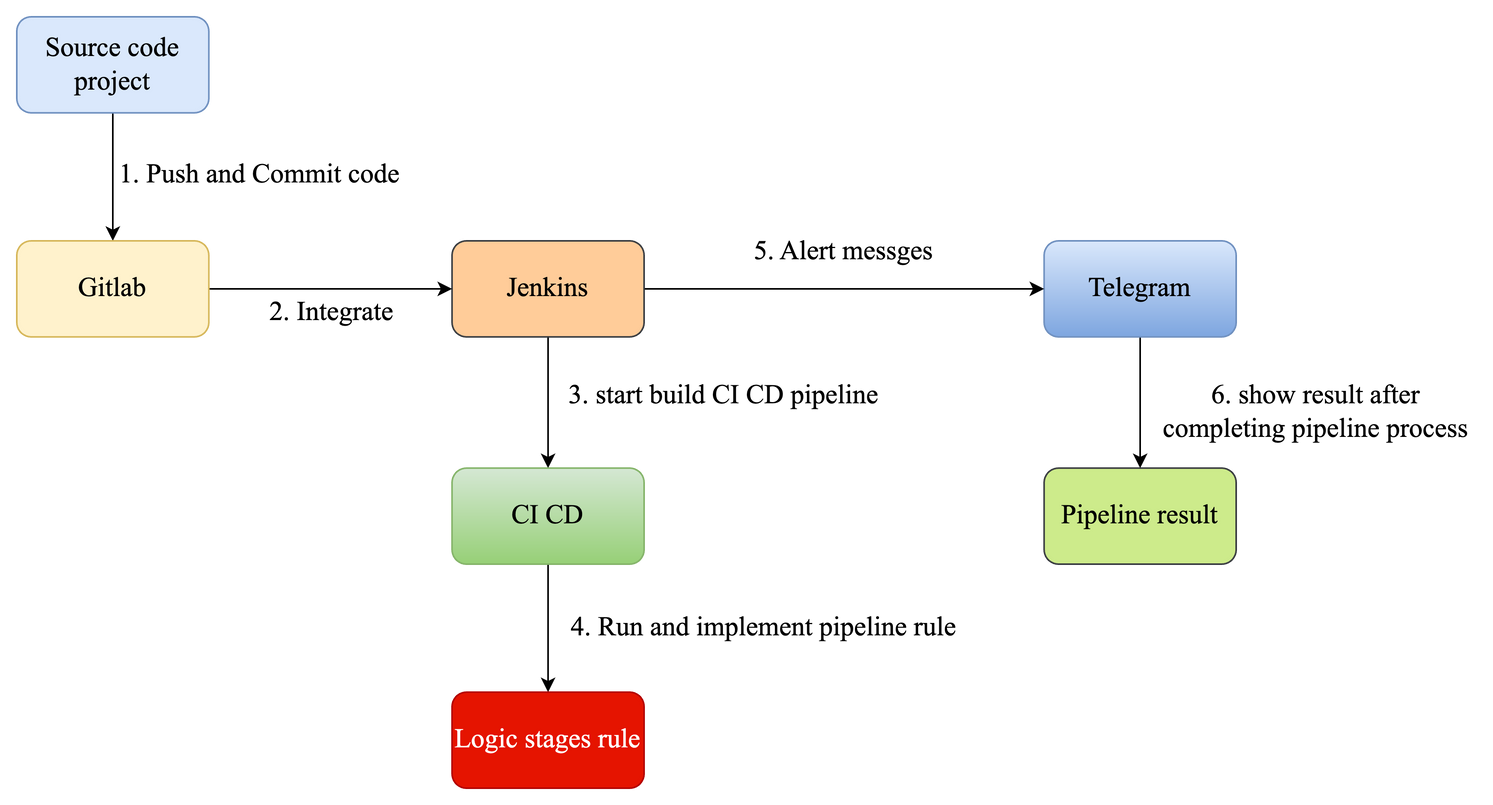 Source code
project
1. Push and Commit code
Gitlab
2. Integrate
Jenkins
5. Alert messges
Telegram
3. start build CI CD pipeline
6. show result after
completing pipeline process
CI CD
Pipeline result
4. Run and implement pipeline rule
Logic stages rule